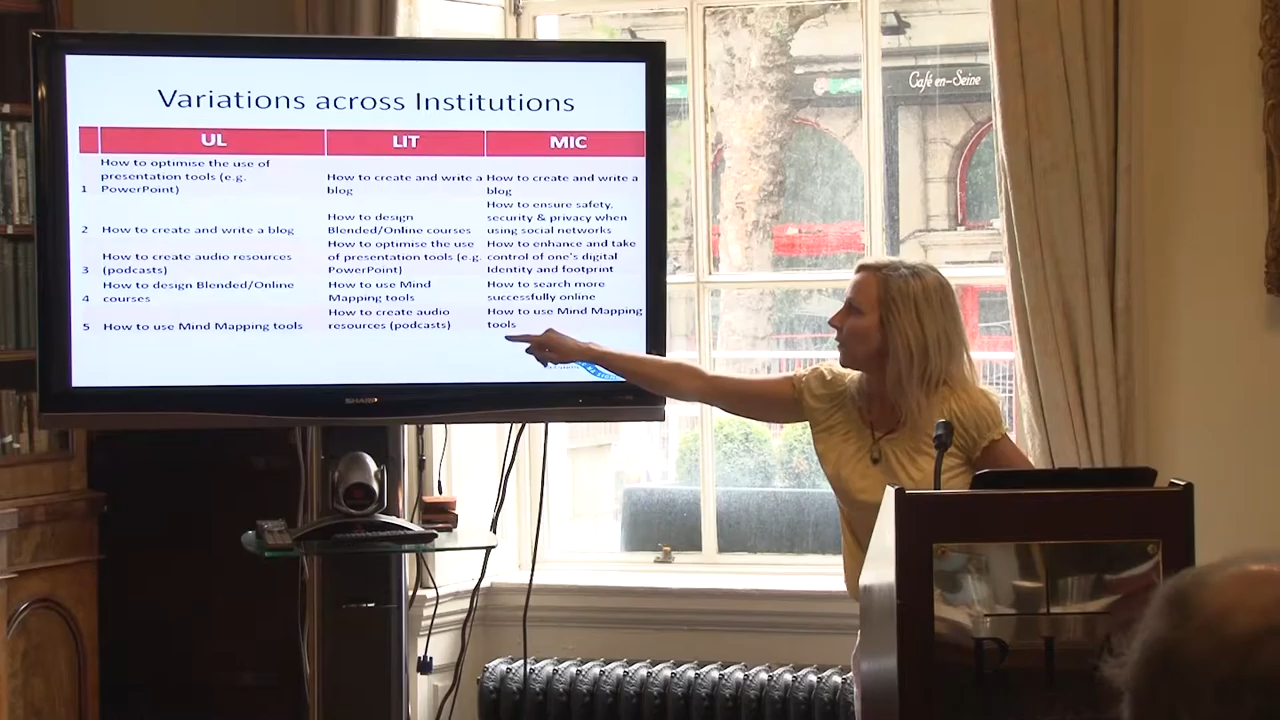 Variations across Institutions
UL LIT MIC
1 How to optimise the use of
presentation tools (e.g.
PowerPoint)
How to create and write a
blog
How to create and write a
blog
2 How to create and write a blog
How to design
Blended/Online courses
How to ensure safety,
security & privacy when
using social networks
3 How to create audio resources
(podcasts)
How to optimise the use
of presentation tools (e.g.
PowerPoint)
How to enhance and take
control of one's digital
Identity and footprint
4 How to design Blended/Online
courses
How to use Mind
Mapping tools
How to search more
successfully online
5 How to use Mind Mapping tools
How to create audio
resources (podcasts)
How to use Mind Mapping
tools
SHARP
Café en-Seine